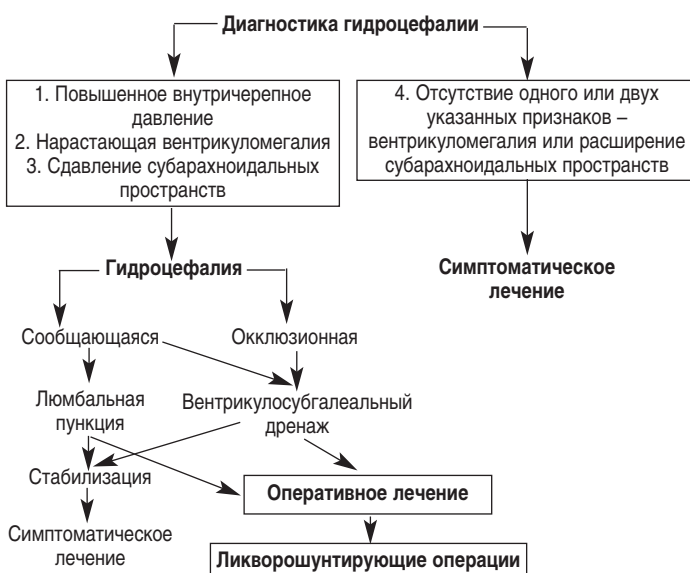 Диагностика гидроцефалии
1. Повышенное внутричерепное
давление
2. Нарастающая вентрикуломегалия
3. Сдавление субарахноидальных
пространств
4. Отсутствие одного или двух
указанных признаков –
вентрикуломегалия или расширение
субарахноидальных пространств
Гидроцефалия
Симптоматическое
лечение
Сообщающаяся
Окклюзионная
Люмбальная
пункция
Вентрикулосубгалеальный
дренаж
Стабилизация
Оперативное лечение
Симптоматическое
лечение
Ликворошунтирующие операции